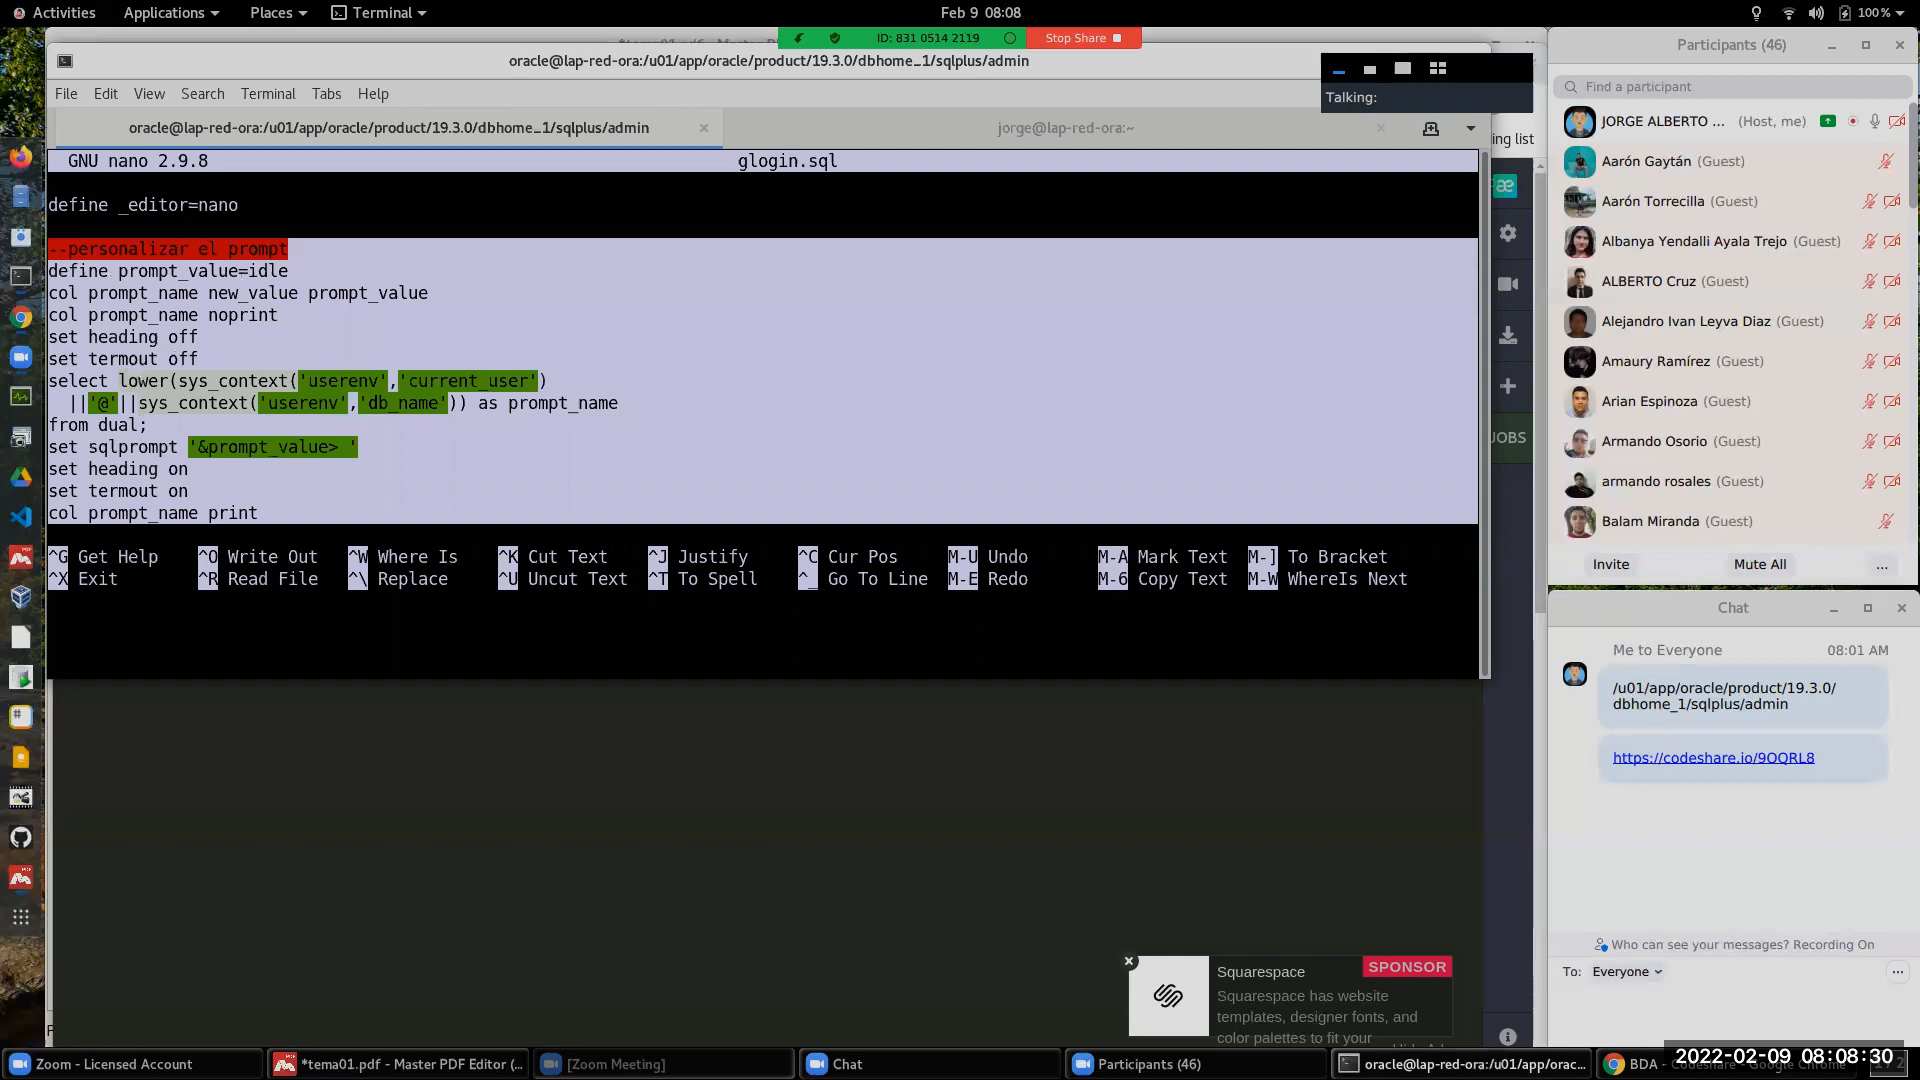 Activities
Applications
Places
Terminal
Feb 9 08:08
100%
ID: 831 0514 2119
Stop Share
oracle@lap-red-ora:/u01/app/oracle/product/19.3.0/dbhome_1/sqlplus/admin
Talking:
File Edit View Search Terminal Tabs Help
oracle@lap-red-ora:/u01/app/oracle/product/19.3.0/dbhome_1/sqlplus/admin
jorge@lap-red-ora:~
ing list
GNU nano 2.9.8
glogin.sql
define _editor=nano
--personalizar el prompt
define prompt_value=idle
col prompt_name new_value prompt_value
col prompt_name noprint
set heading off
set termout off
select lower(sys_context('userenv','current_user')
||'@'||sys_context('userenv','db_name')) as prompt_name
from dual;
set sqlprompt '&prompt_value> '
set heading on
set termout on
col prompt_name print
^G Get Help ^O Write Out ^W Where Is ^K Cut Text ^J Justify ^C Cur Pos M-U Undo M-A Mark Text M-] To Bracket
^X Exit ^R Read File ^\ Replace ^U Uncut Text ^T To Spell ^_ Go To Line M-E Redo M-6 Copy Text M-W WhereIs Next
æ
JOBS
SPONSOR
Squarespace
Squarespace has website
templates, designer fonts, and
color palettes to fit your
Participants (46)
Find a participant
JORGE ALBERTO ... (Host, me)
Aarón Gaytán (Guest)
Aarón Torrecilla (Guest)
Albanya Yendalli Ayala Trejo (Guest)
ALBERTO Cruz (Guest)
Alejandro Ivan Leyva Diaz (Guest)
Amaury Ramírez (Guest)
Arian Espinoza (Guest)
Armando Osorio (Guest)
armando rosales (Guest)
Balam Miranda (Guest)
Invite
Mute All
...
Chat
Me to Everyone
08:01 AM
/u01/app/oracle/product/19.3.0/
dbhome_1/sqlplus/admin
https://codeshare.io/9OQRL8
Who can see your messages? Recording On
To: Everyone
Zoom - Licensed Account
*tema01.pdf - Master PDF Editor (...
[Zoom Meeting]
Chat
Participants (46)
oracle@lap-red-ora:/u01/app/orac...
BDA - Codeshare - Google Chrome
2022-02-09 08:08:30